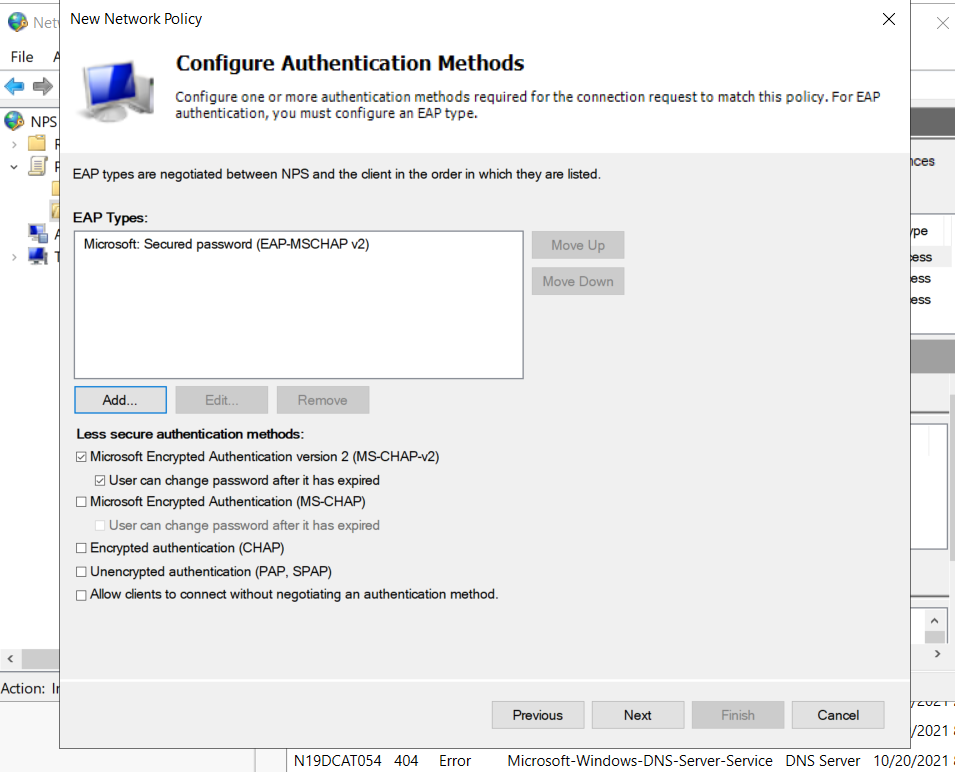 New Network Policy
Netw
File
Configure Authentication Methods
Configure one or more authentication methods required for the connection request to match this policy. For EAP
authentication, you must configure an EAP type.
NPS
EAP types are negotiated between NPS and the client in the order in which they are listed.
EAP Types:
Microsoft: Secured password (EAP-MSCHAP v2)
Move Up
Move Down
Add...
Edit...
Remove
Less secure authentication methods:
Microsoft Encrypted Authentication version 2 (MS-CHAP-v2)
User can change password after it has expired
Microsoft Encrypted Authentication (MS-CHAP)
User can change password after it has expired
Encrypted authentication (CHAP)
Unencrypted authentication (PAP, SPAP)
Allow clients to connect without negotiating an authentication method.
Action: In
Previous
Next
Finish
Cancel
nces
ype
cess
ess
ess
/2021
/2021 8
N19DCAT054 404 Error Microsoft-Windows-DNS-Server-Service DNS Server 10/20/2021 8